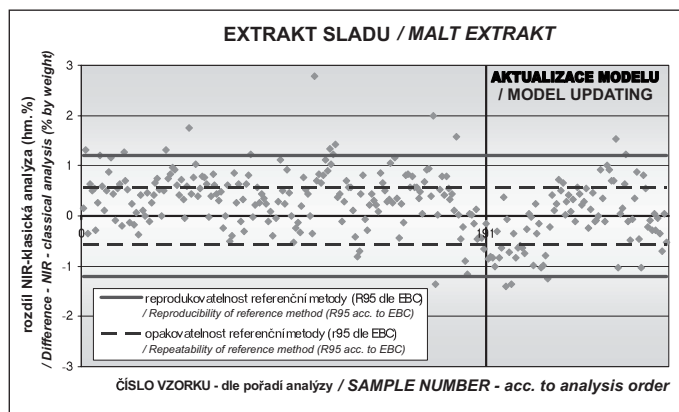 EXTRAKT SLADU / MALT EXTRAKT
rozdíl NIR-klasická analýza (hm.%)
/ Difference - NIR - classical analysis (% by weight)
3
2
1
0
-1
-2
-3
0
191
AKTUALIZACE MODELU
/ MODEL UPDATING
reprodukovatelnost referenční metody (R95 dle EBC)
/ Reproducibility of reference method (R95 acc. to EBC)
opakovatelnost referenční metody (r95 dle EBC)
/ Repeatability of reference method (R95 acc. to EBC)
ČÍSLO VZORKU - dle pořadí analýzy / SAMPLE NUMBER - acc. to analysis order